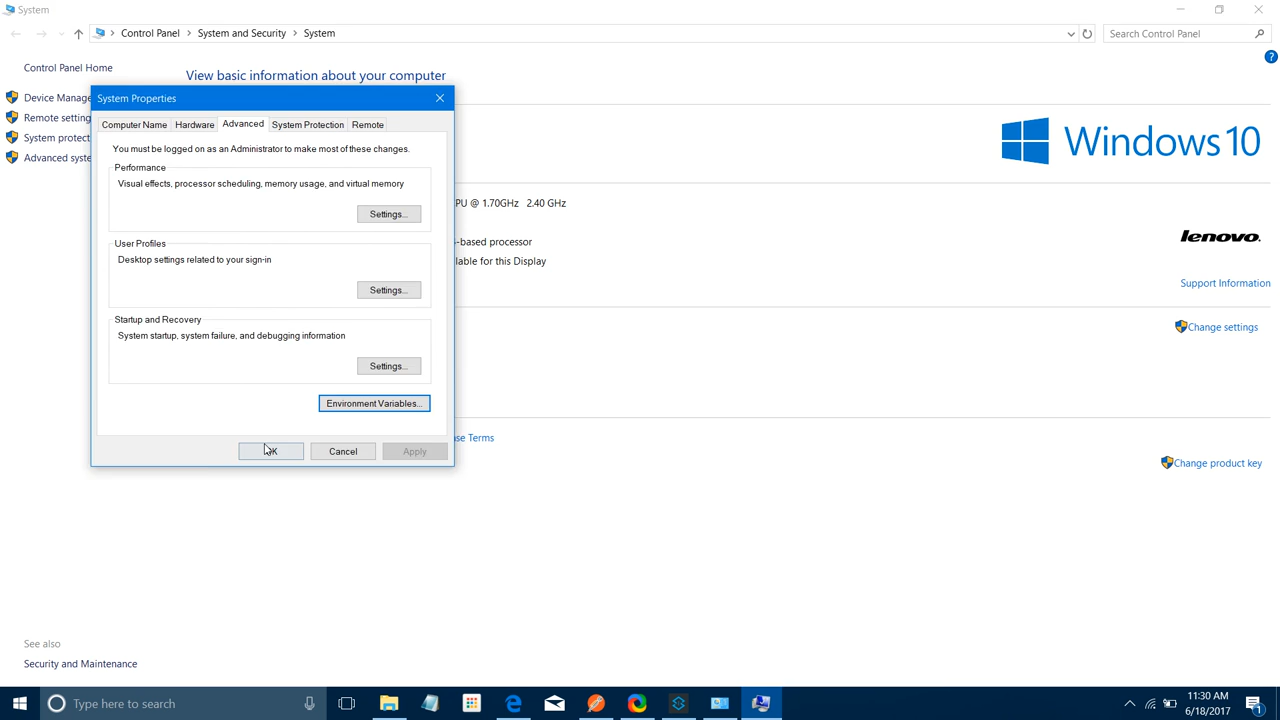 System
Control Panel > System and Security > System
Search Control Panel
Control Panel Home
View basic information about your computer
Device Manage
Remote setting
System protect
Advanced syste
System Properties
Computer Name Hardware Advanced System Protection Remote
You must be logged on as an Administrator to make most of these changes.
Performance
Visual effects, processor scheduling, memory usage, and virtual memory
Settings...
User Profiles
Desktop settings related to your sign-in
Settings...
Startup and Recovery
System startup, system failure, and debugging information
Settings...
Environment Variables...
OK Cancel Apply
Windows 10
PU @ 1.70GHz 2.40 GHz
-based processor
lable for this Display
lenovo.
Support Information
Change settings
se Terms
Change product key
See also
Security and Maintenance
Type here to search
11:30 AM
6/18/2017
1